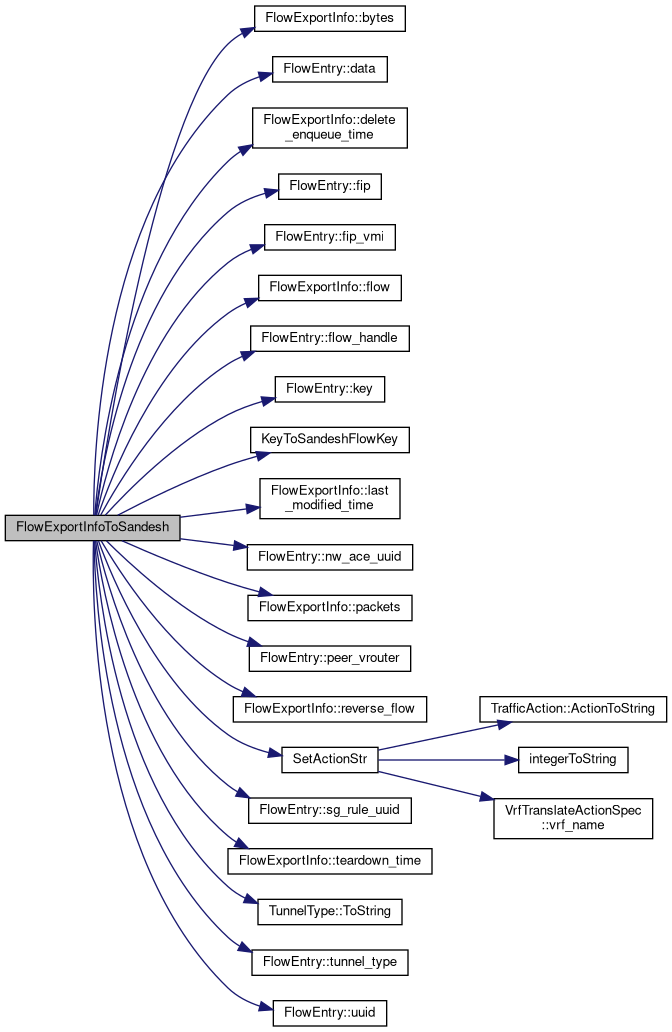 FlowExportInfo::bytes
FlowEntry::data
FlowExportInfo::delete
_enqueue_time
FlowEntry::fip
FlowEntry::fip_vmi
FlowExportInfo::flow
FlowEntry::flow_handle
FlowEntry::key
KeyToSandeshFlowKey
FlowExportInfo::last
_modified_time
FlowExportInfoToSandesh
FlowEntry::nw_ace_uuid
FlowExportInfo::packets
FlowEntry::peer_vrouter
FlowExportInfo::reverse_flow
TrafficAction::ActionToString
SetActionStr
integerToString
VrfTranslateActionSpec
::vrf_name
FlowEntry::sg_rule_uuid
FlowExportInfo::teardown_time
TunnelType::ToString
FlowEntry::tunnel_type
FlowEntry::uuid